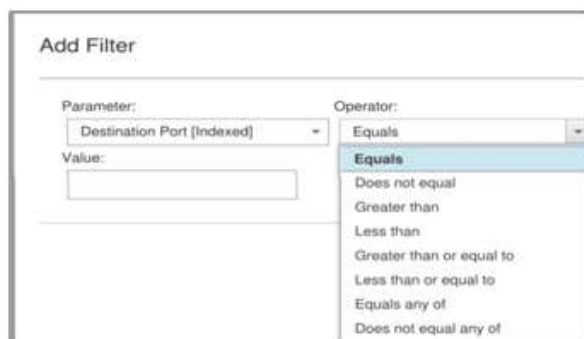 Add Filter
Parameter: Operator:
Destination Port [Indexed] Equals
Value: Equals
Does not equal
Greater than
Less than
Greater than or equal to
Less than or equal to
Equals any of
Does not equal any of